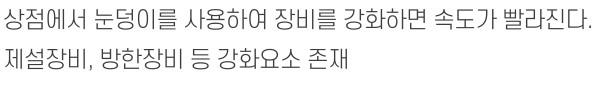 상점에서 눈덩이를 사용하여 장비를 강화하면 속도가 빨라진다.
제설장비, 방한장비 등 강화요소 존재